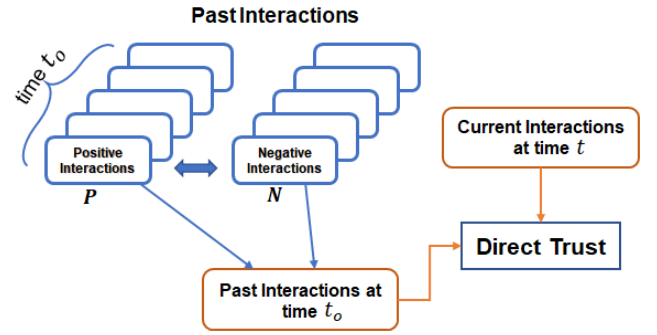 Past Interactions
time t_o
Positive
Interactions
P
Negative
Interactions
N
Current Interactions
at time t
Direct Trust
Past Interactions at
time t_o